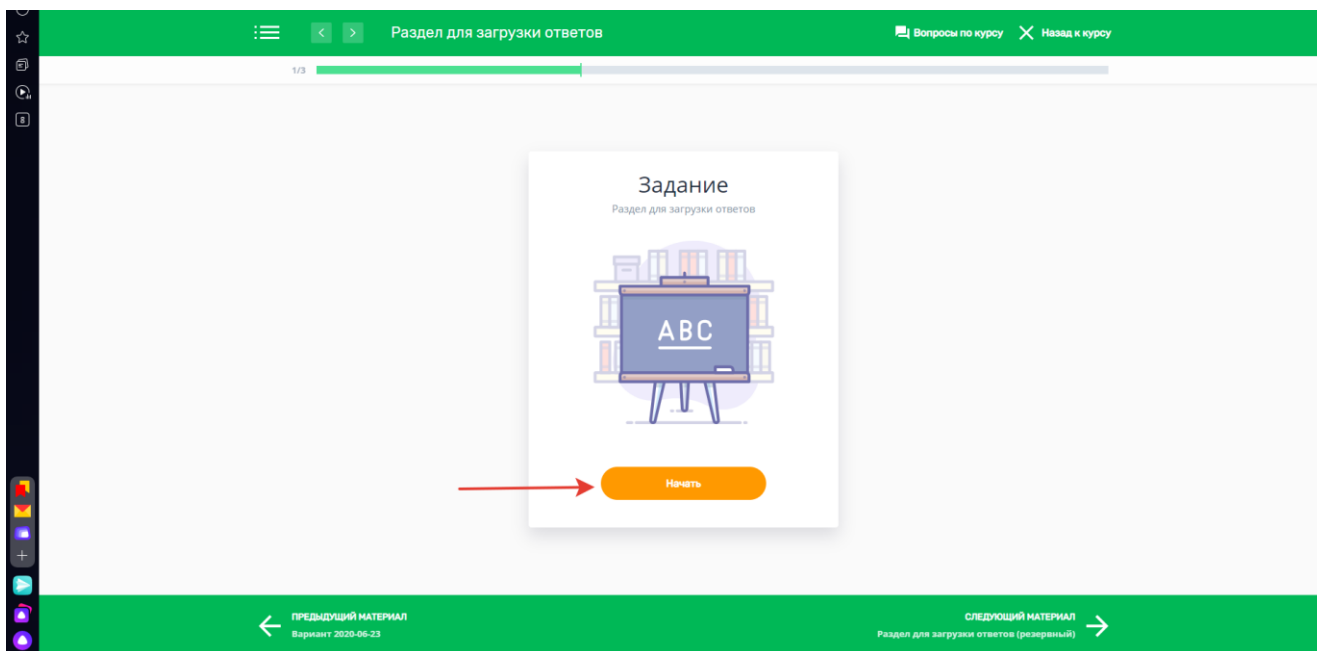 Раздел для загрузки ответов
Вопросы по курсу
Назад к курсу
1/3
8
Задание
Раздел для загрузки ответов
ABC
Начать
ПРЕДЫДУЩИЙ МАТЕРИАЛ
Вариант 2020-06-23
СЛЕДУЮЩИЙ МАТЕРИАЛ
Раздел для загрузки ответов (резервный)